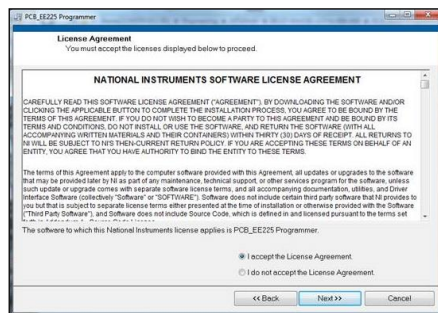 PCB_EE225 Programmer
License Agreement
You must accept the licenses displayed below to proceed.
NATIONAL INSTRUMENTS SOFTWARE LICENSE AGREEMENT
CAREFULLY READ THIS SOFTWARE LICENSE AGREEMENT ("AGREEMENT"). BY DOWNLOADING THE SOFTWARE AND/OR
CLICKING THE APPLICABLE BUTTON TO COMPLETE THE INSTALLATION PROCESS, YOU AGREE TO BE BOUND BY THE
TERMS OF THIS AGREEMENT. IF YOU DO NOT WISH TO BECOME A PARTY TO THIS AGREEMENT AND BE BOUND BY ITS
TERMS AND CONDITIONS, DO NOT INSTALL OR USE THE SOFTWARE, AND RETURN THE SOFTWARE (WITH ALL
ACCOMPANYING WRITTEN MATERIALS AND THEIR CONTAINERS) WITHIN THIRTY (30) DAYS OF RECEIPT. ALL RETURNS TO
NI WILL BE SUBJECT TO NI'S THEN-CURRENT RETURN POLICY. IF YOU ARE ACCEPTING THESE TERMS ON BEHALF OF AN
ENTITY, YOU AGREE THAT YOU HAVE AUTHORITY TO BIND THE ENTITY TO THESE TERMS.
The terms of this Agreement apply to the computer software provided with this Agreement, all updates or upgrades to the software
that may be provided later by NI as part of any maintenance, technical support, or other services program for the software, unless
such update or upgrade comes with separate software license terms, and all accompanying documentation, utilities, and Driver
Interface Software (collectively "Software" or "SOFTWARE"). Software does not include certain third party software that NI provides to
you but that is subject to separate license terms either presented at the time of installation or otherwise provided with the Software
("Third Party Software"); and Software does not include Source Code, which is defined in and licensed pursuant to the terms set
The software to which this National Instruments license applies is PCB_EE225 Programmer.
I accept the License Agreement.
I do not accept the License Agreement.
<< Back
Next >>
Cancel